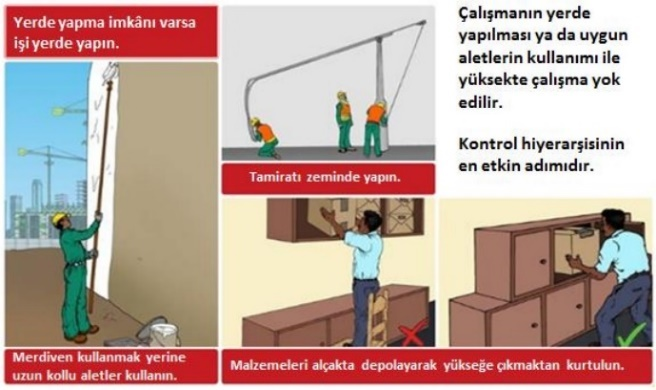 Yerde yapma imkânı varsa
işi yerde yapın.
Çalışmanın yerde
yapılması ya da uygun
aletlerin kullanımı ile
yüksekte çalışma yok
edilir.
Kontrol hiyerarşisinin
en etkin adımıdır.
Tamiratı zeminde yapın.
Merdiven kullanmak yerine
uzun kollu aletler kullanın.
Malzemeleri alçakta depolayarak yükseğe çıkmaktan kurtulun.